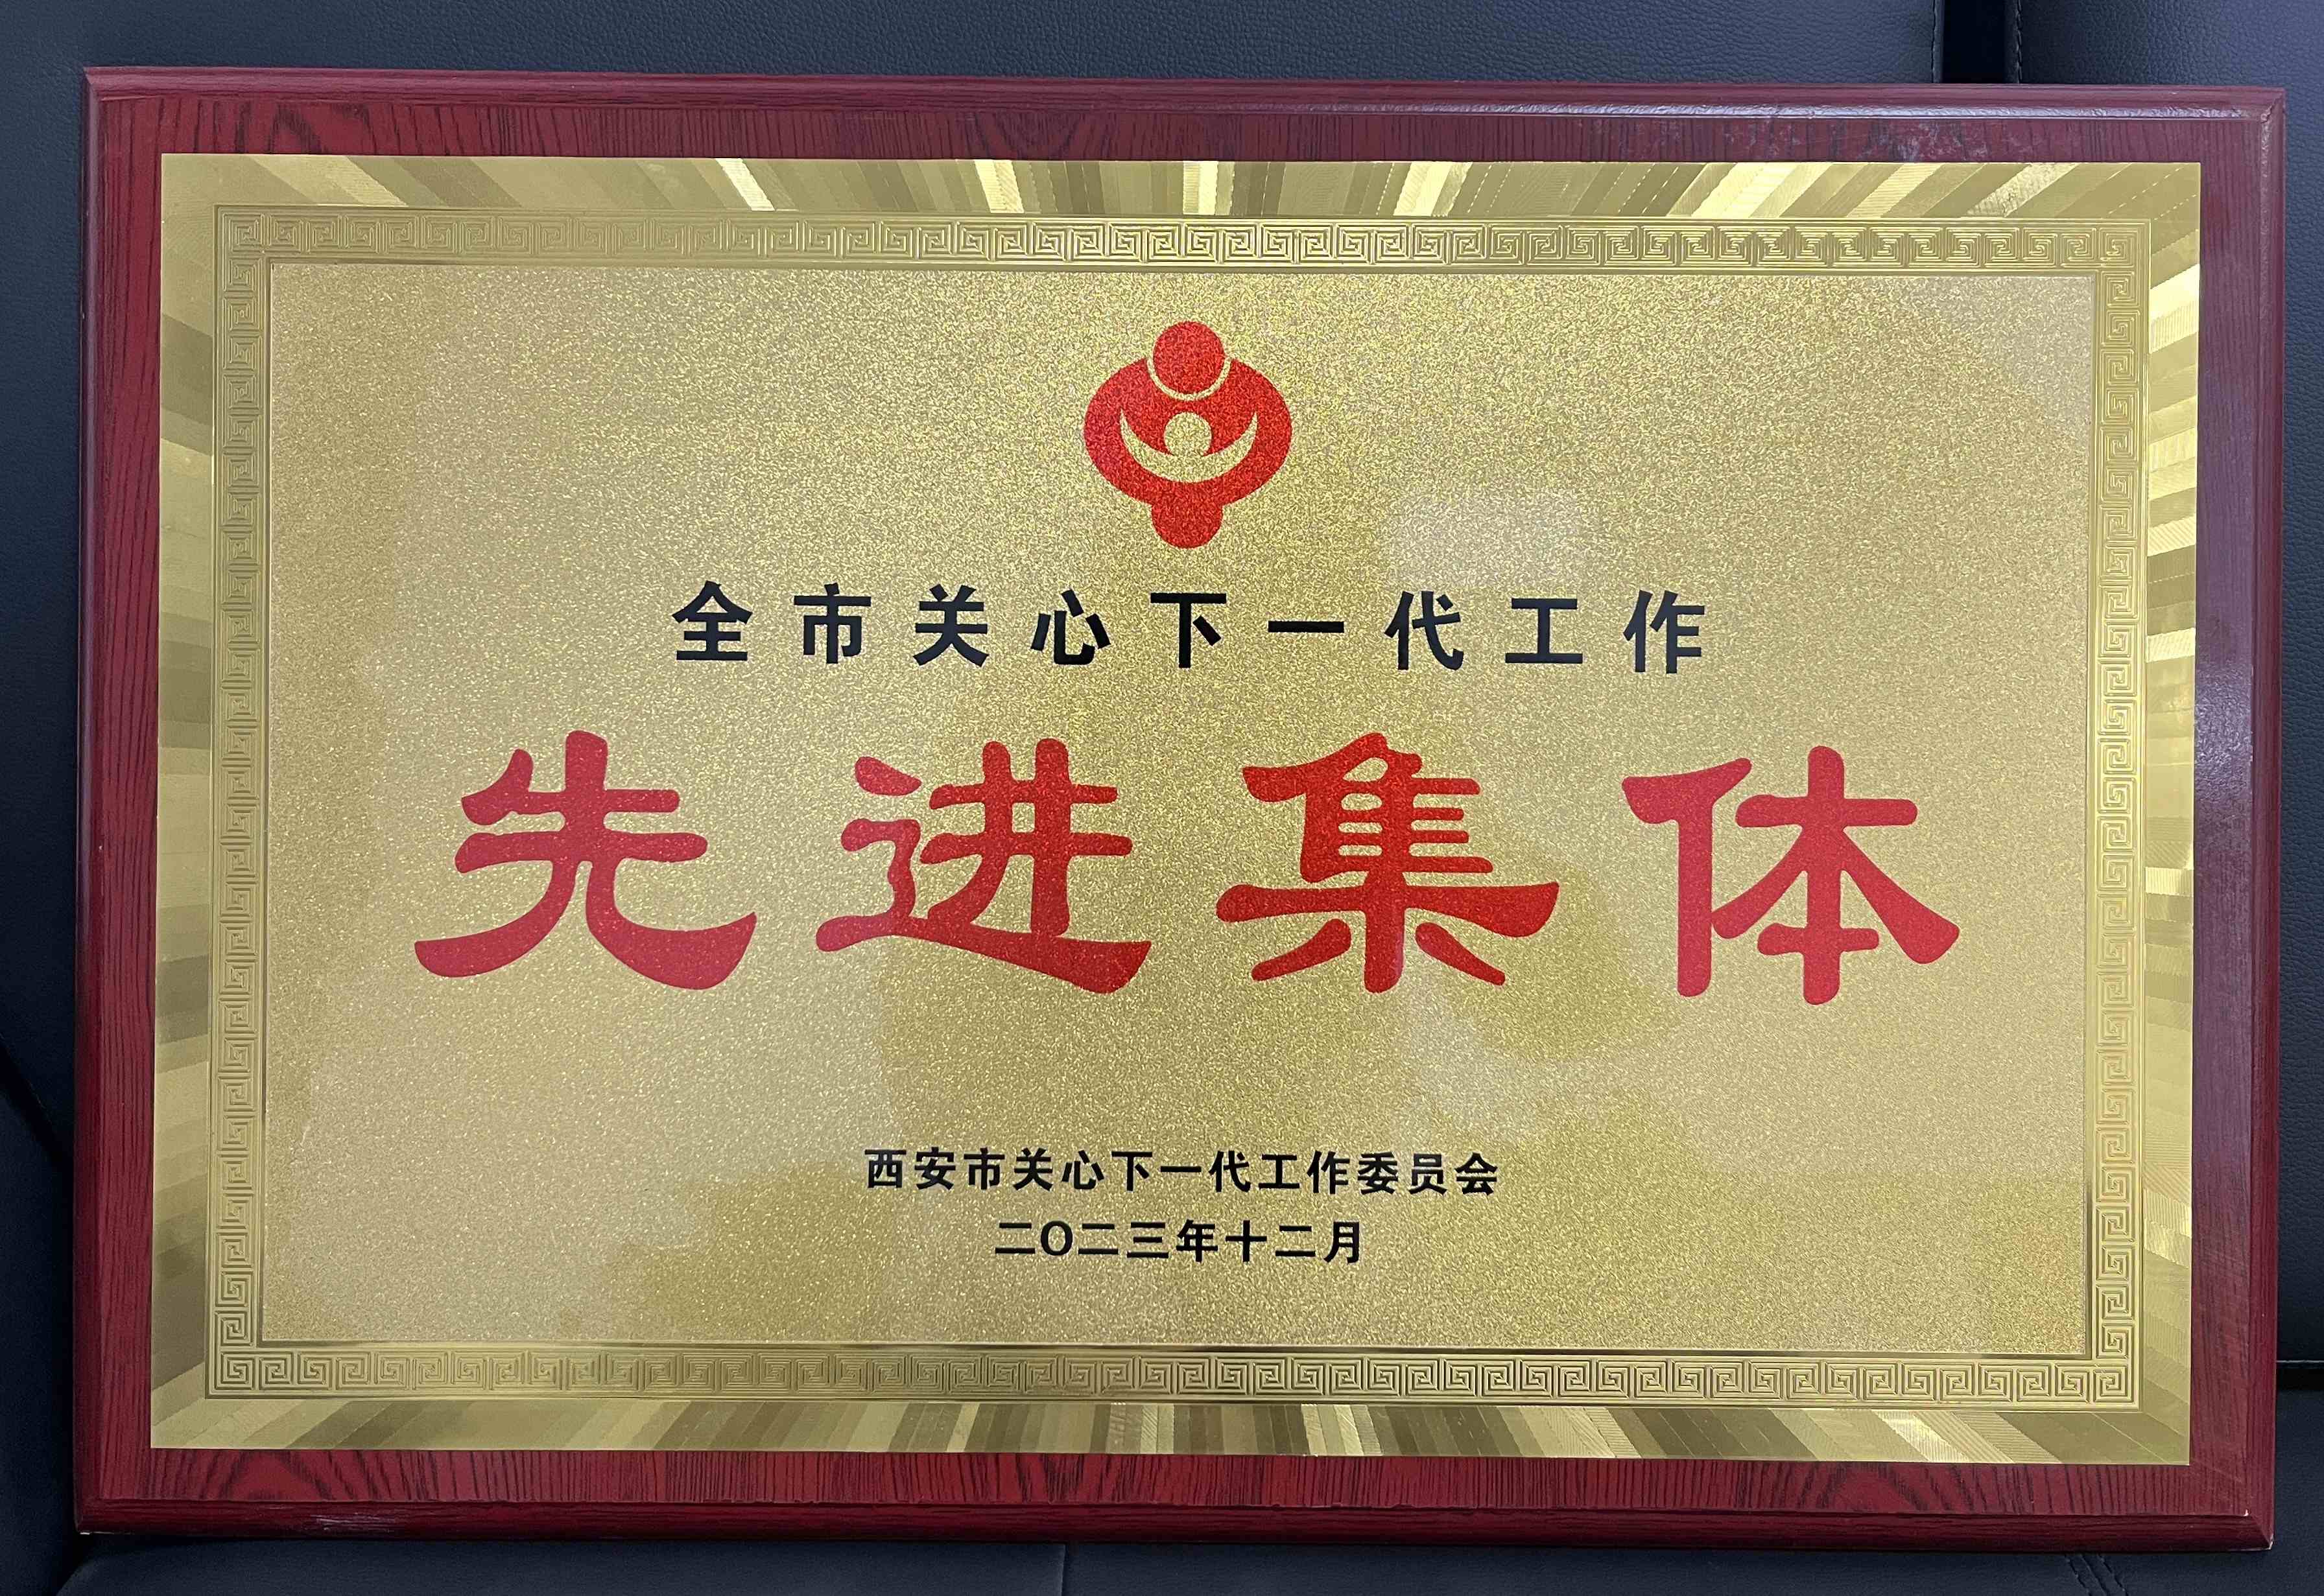 全市关心下一代工作
先进集体
西安市关心下一代工作委员会
二〇二三年十二月